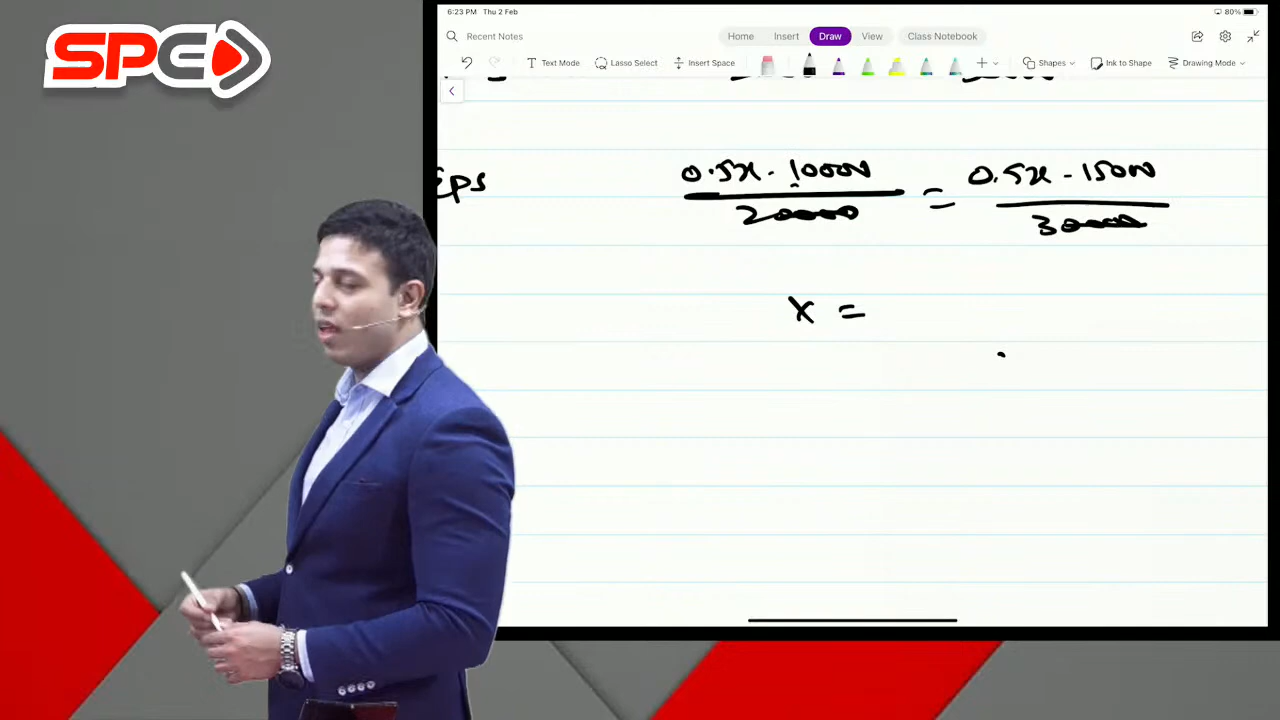 SPED
6:23 PM Thu 2 Feb
80%
Recent Notes
Home Insert Draw View Class Notebook
Text Mode Lasso Select Insert Space
Shapes Ink to Shape Drawing Mode
EPS
0.5x - 10000 = 0.5x - 15000
20000 30000
x =